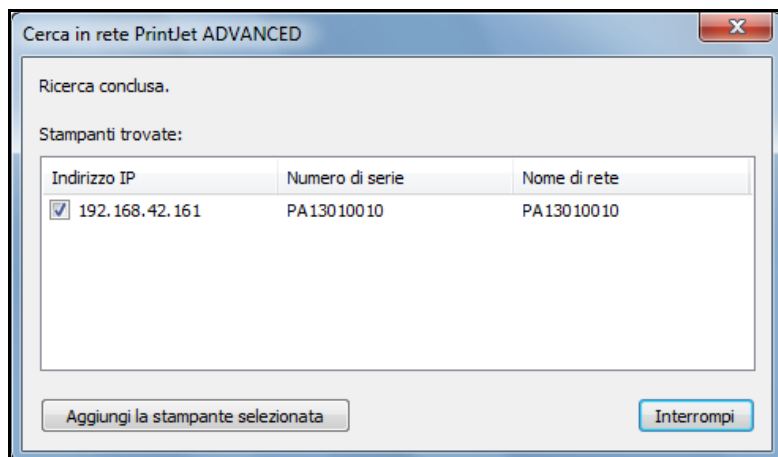 Cerca in rete PrintJet ADVANCED
Ricerca conclusa.
Stampanti trovate:
Indirizzo IP Numero di serie Nome di rete
192.168.42.161 PA13010010 PA13010010
Aggiungi la stampante selezionata Interrompi